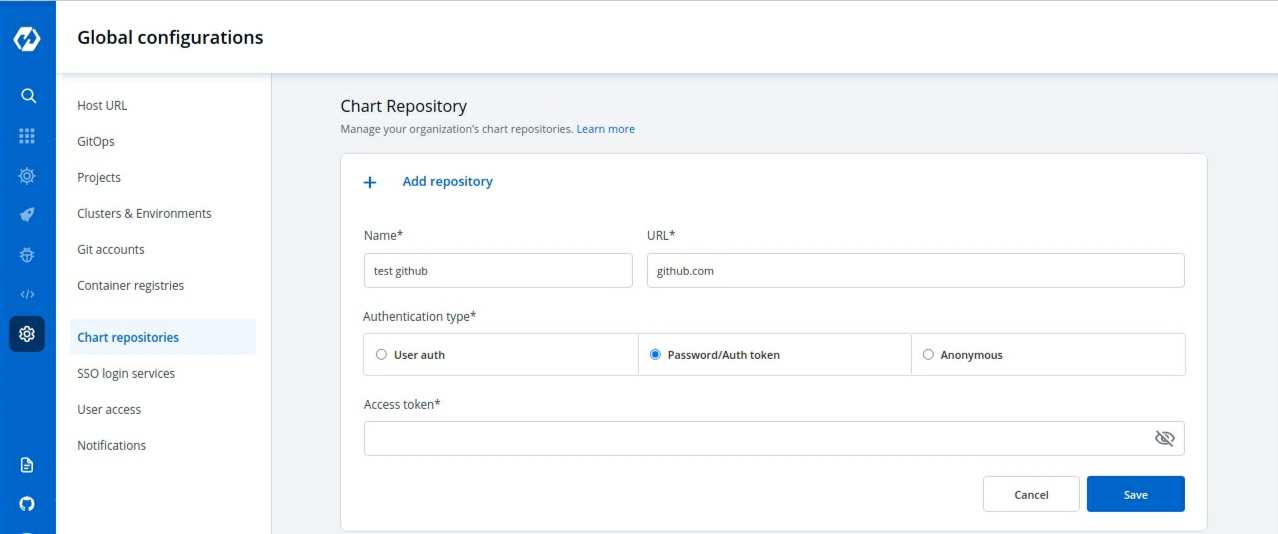 Global configurations
Host URL
GitOps
Projects
Clusters & Environments
Git accounts
Container registries
Chart repositories
SSO login services
User access
Notifications
Chart Repository
Manage your organization's chart repositories. Learn more
+ Add repository
Name* URL*
test github github.com
Authentication type*
User auth Password/Auth token Anonymous
Access token*
Cancel Save